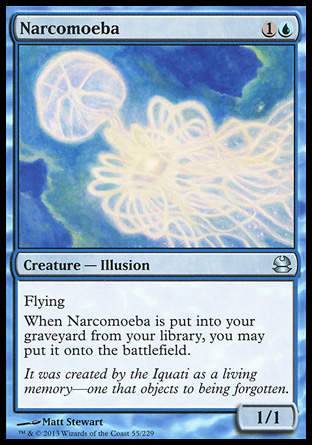 Narcomoeba 1
Creature — Illusion
Flying
When Narcomoeba is put into your
graveyard from your library, you may
put it onto the battlefield.
It was created by the Iquati as a living
memory—one that objects to being forgotten.
Matt Stewart
™ & © 2013 Wizards of the Coast 55/229
1/1